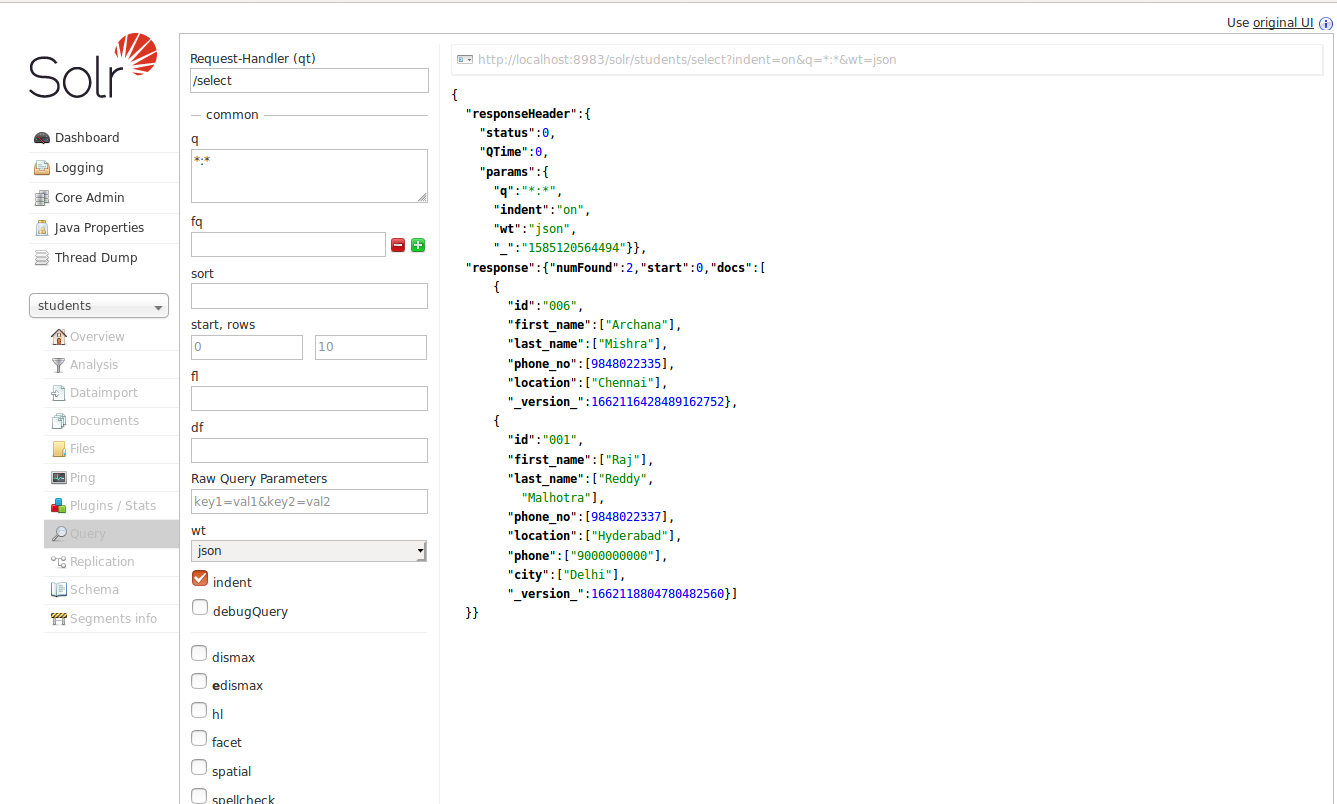 Use original UI
Solr
Dashboard
Logging
Core Admin
Java Properties
Thread Dump
students
Overview
Analysis
Dataimport
Documents
Files
Ping
Plugins / Stats
Query
Replication
Schema
Segments info
Request-Handler (qt)
/select
common
q
*:*
fq
sort
start, rows
0 10
fl
df
Raw Query Parameters
key1=val1&key2=val2
wt
json
indent
debugQuery
dismax
edismax
hl
facet
spatial
spellcheck
http://localhost:8983/solr/students/select?indent=on&q=*:*&wt=json
{
"responseHeader":{
"status":0,
"QTime":0,
"params":{
"q":"*:*",
"indent":"on",
"wt":"json",
"_":"1585120564494"}},
"response":{"numFound":2,"start":0,"docs":[
{
"id":"006",
"first_name":["Archana"],
"last_name":["Mishra"],
"phone_no":[9848022335],
"location":["Chennai"],
"_version_":1662116428489162752},
{
"id":"001",
"first_name":["Raj"],
"last_name":["Reddy",
"Malhotra"],
"phone_no":[9848022337],
"location":["Hyderabad"],
"phone":["9000000000"],
"city":["Delhi"],
"_version_":1662118804780482560}]
}}